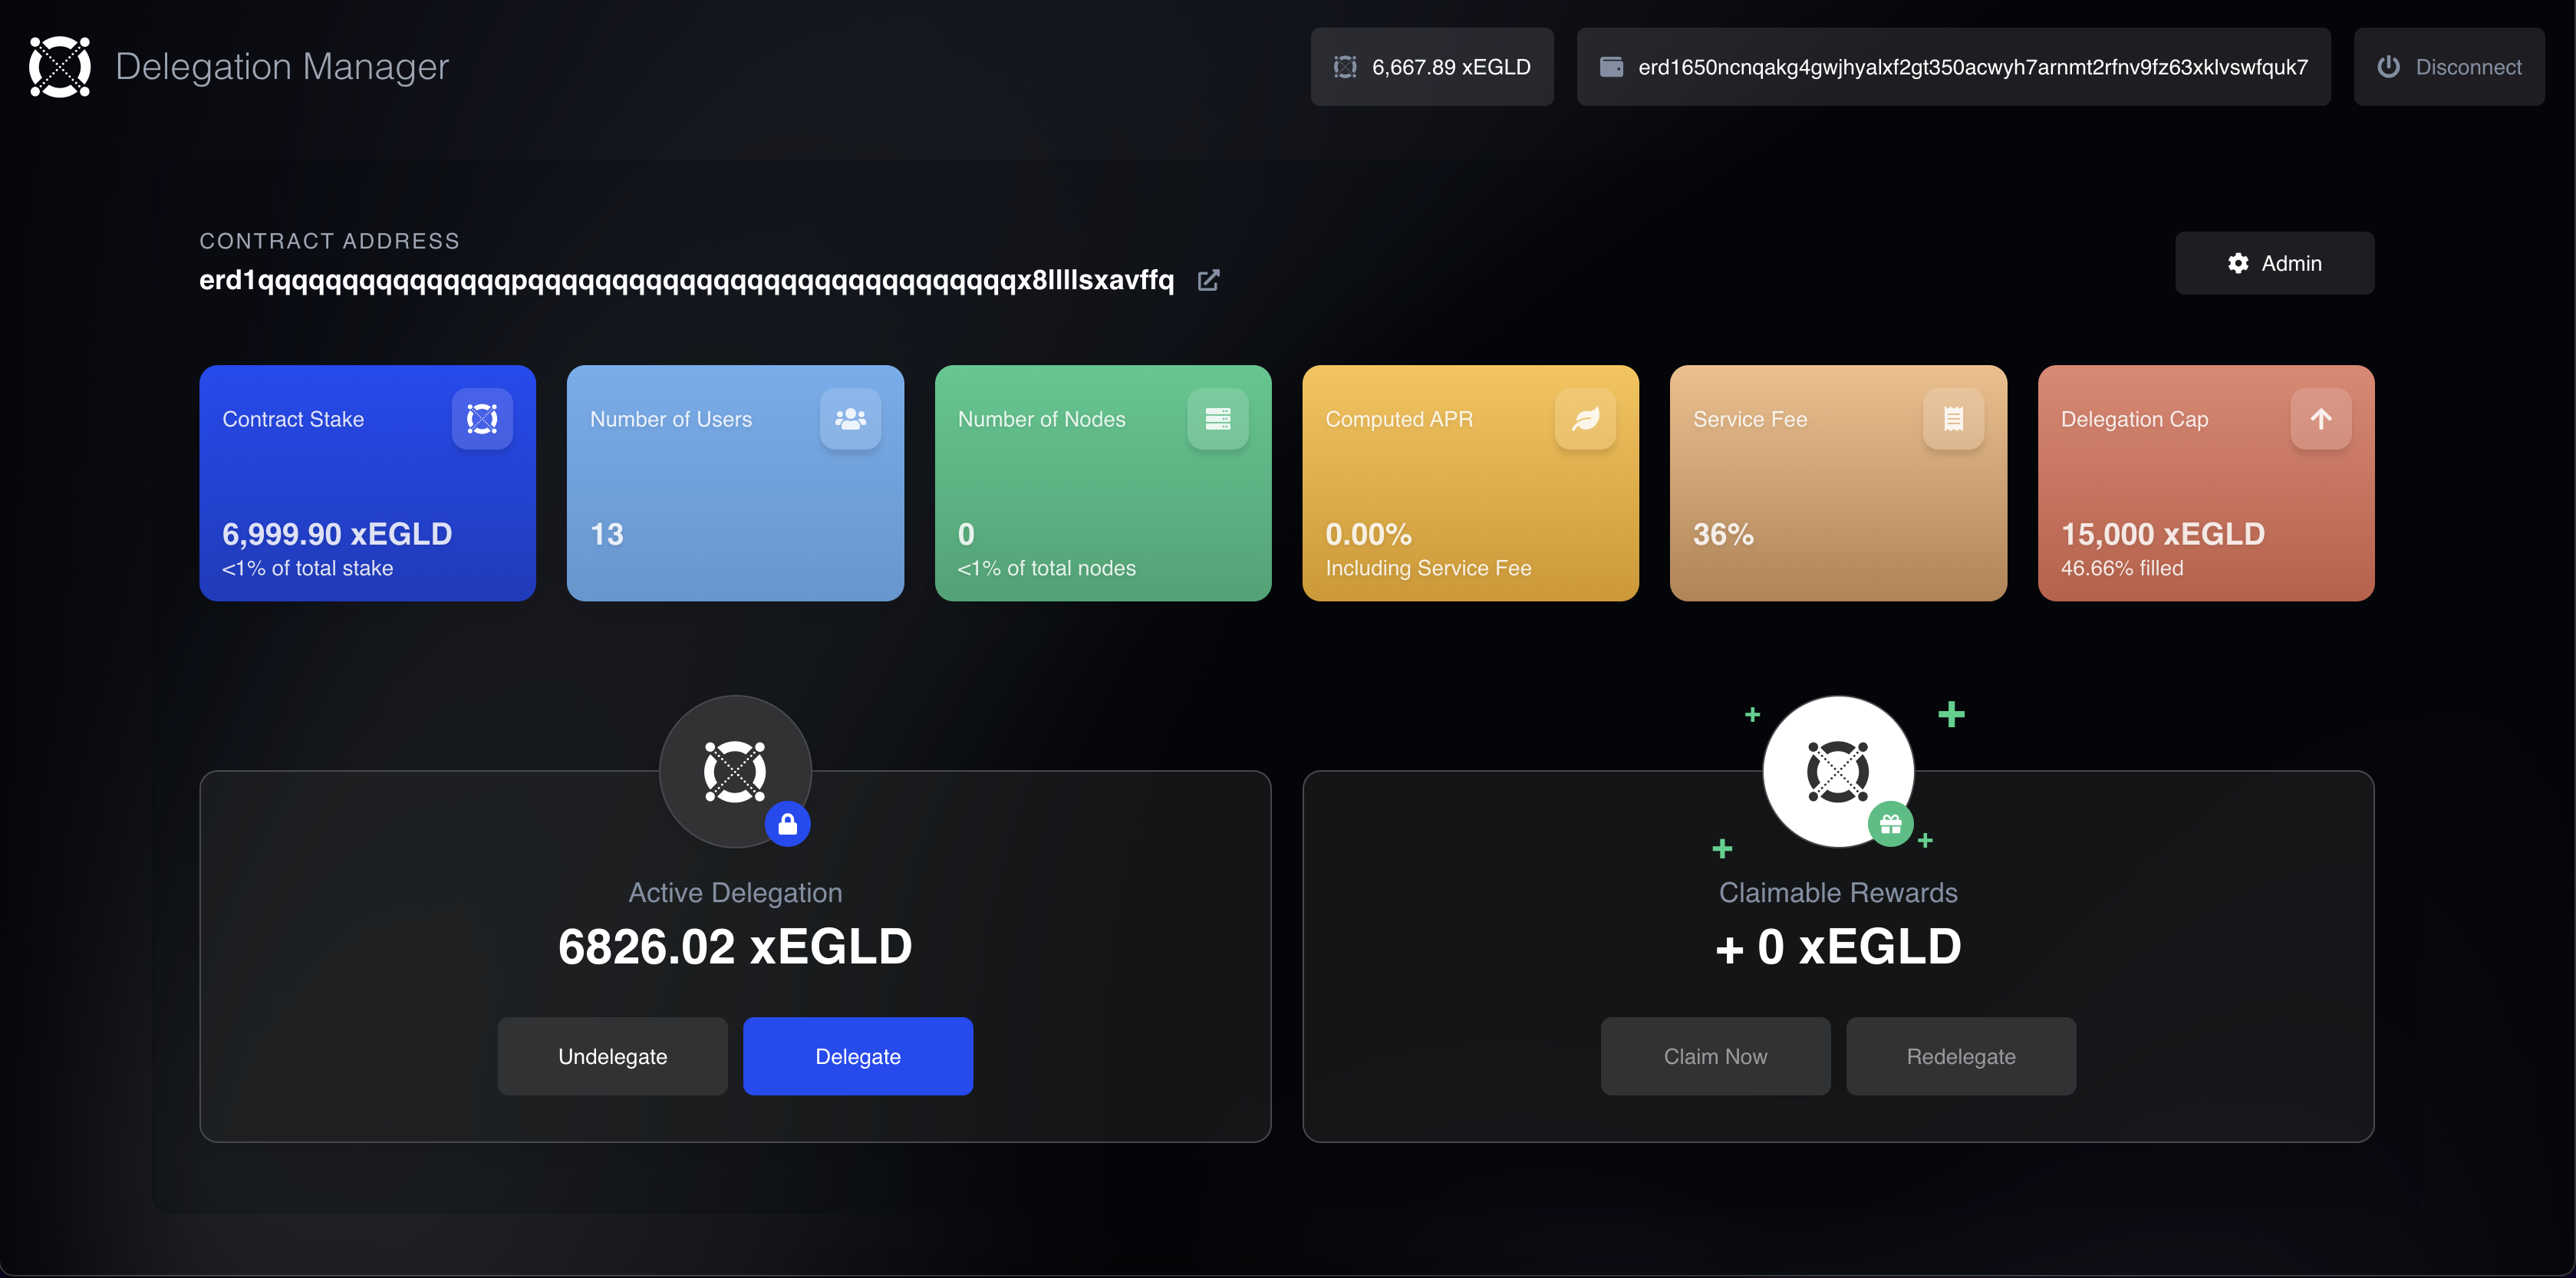 Delegation Manager
6,667.89 xEGLD
erd1650ncnqakg4gwjhyalxf2gt350acwyh7arnmt2rfnv9fz63xklvswfquk7
Disconnect
CONTRACT ADDRESS
erd1qqqqqqqqqqqqqqqpqqqqqqqqqqqqqqqqqqqqqqqqqqqqqx8llllsxavffq
Admin
Contract Stake
6,999.90 xEGLD
<1% of total stake
Number of Users
13
Number of Nodes
0
<1% of total nodes
Computed APR
0.00%
Including Service Fee
Service Fee
36%
Delegation Cap
15,000 xEGLD
46.66% filled
Active Delegation
6826.02 xEGLD
Undelegate
Delegate
Claimable Rewards
+ 0 xEGLD
Claim Now
Redelegate